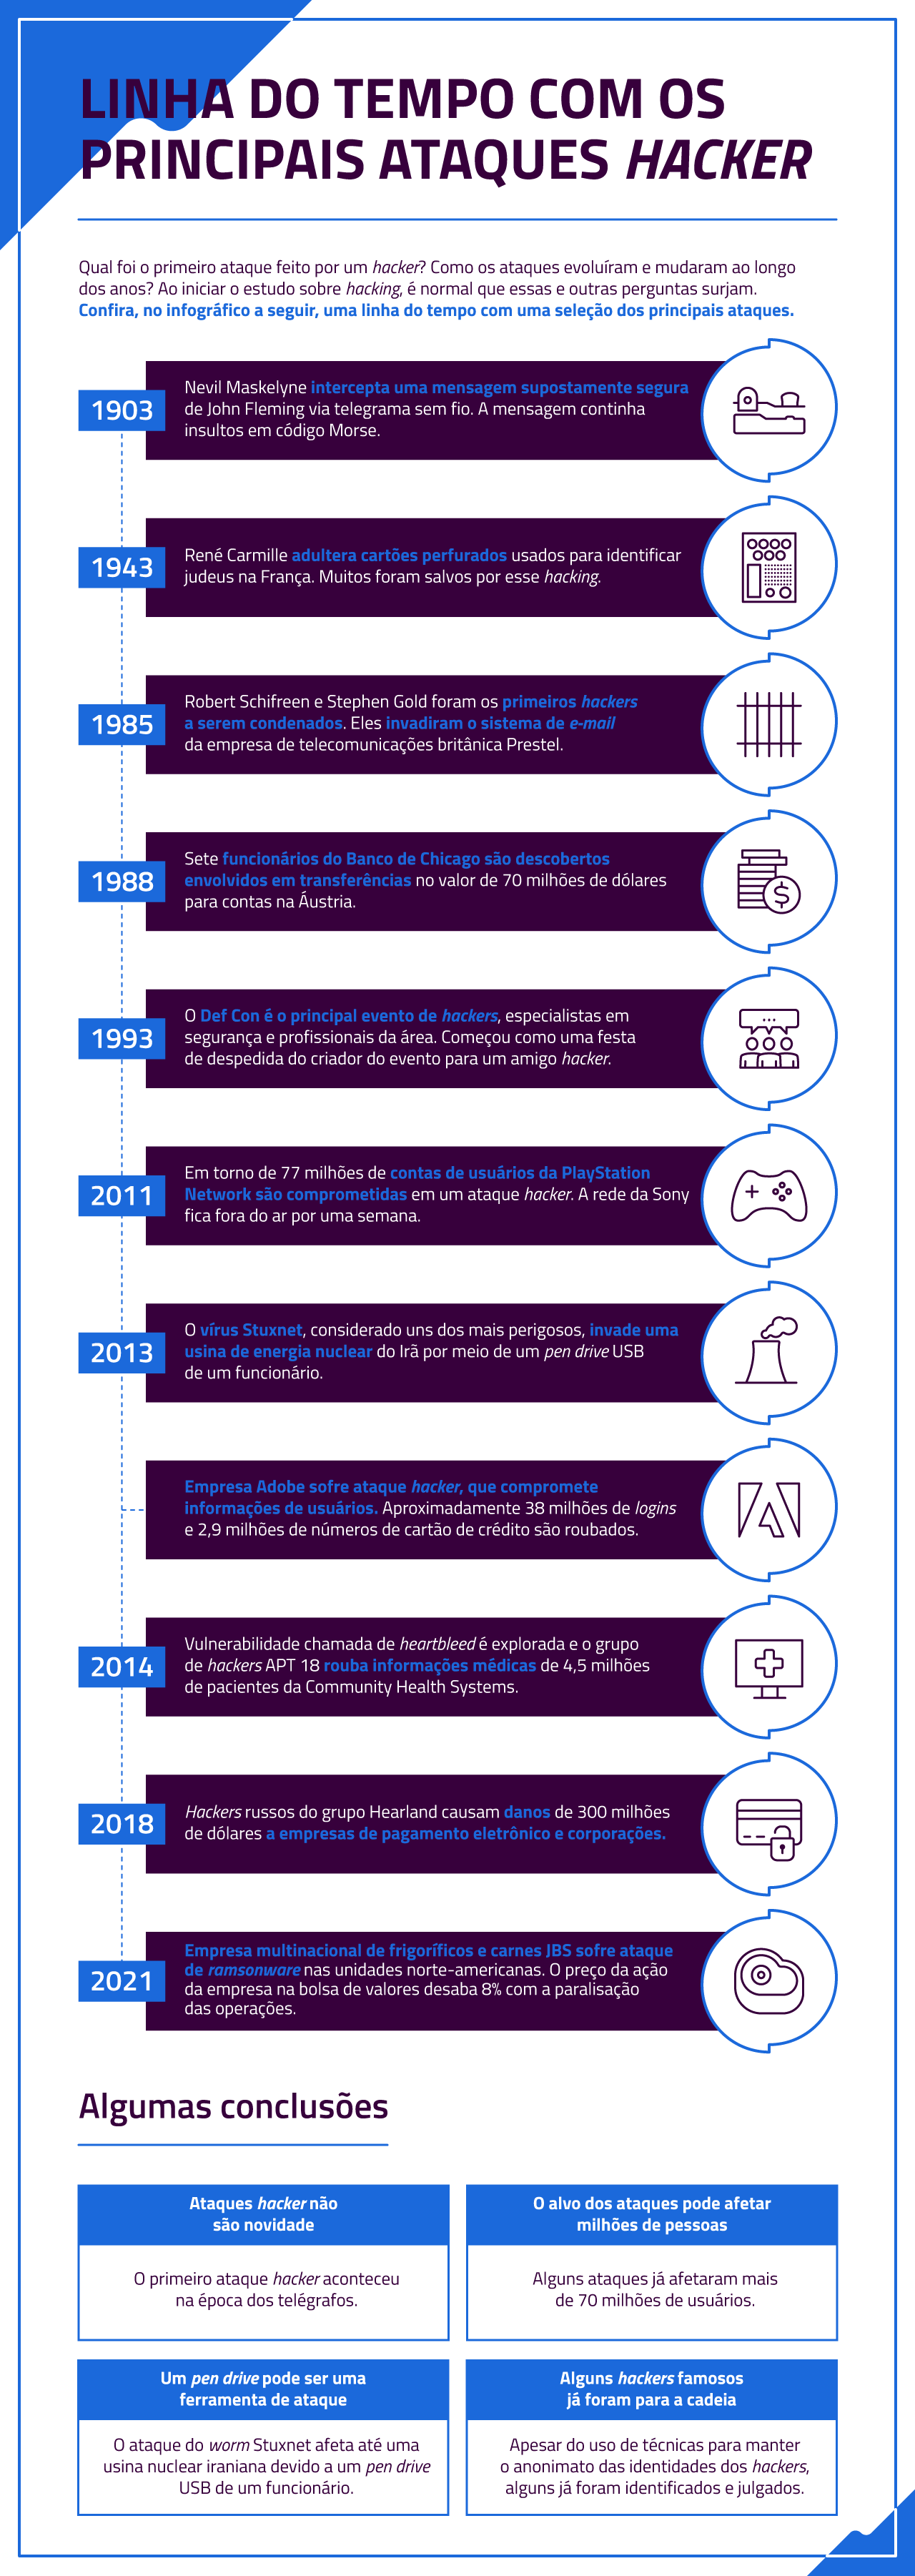 LINHA DO TEMPO COM OS
PRINCIPAIS ATAQUES HACKER
Qual foi o primeiro ataque feito por um hacker? Como os ataques evoluíram e mudaram ao longo
dos anos? Ao iniciar o estudo sobre hacking, é normal que essas e outras perguntas surjam.
Confira, no infográfico a seguir, uma linha do tempo com uma seleção dos principais ataques.
1903
Nevil Maskelyne intercepta uma mensagem supostamente segura
de John Fleming via telegrama sem fio. A mensagem continha
insultos em código Morse.
1943
René Carmille adultera cartões perfurados usados para identificar
judeus na França. Muitos foram salvos por esse hacking.
1985
Robert Schifreen e Stephen Gold foram os primeiros hackers
a serem condenados. Eles invadiram o sistema de e-mail
da empresa de telecomunicações britânica Prestel.
1988
Sete funcionários do Banco de Chicago são descobertos
envolvidos em transferências no valor de 70 milhões de dólares
para contas na Áustria.
1993
O Def Con é o principal evento de hackers, especialistas em
segurança e profissionais da área. Começou como uma festa
de despedida do criador do evento para um amigo hacker.
2011
Em torno de 77 milhões de contas de usuários da PlayStation
Network são comprometidas em um ataque hacker. A rede da Sony
fica fora do ar por uma semana.
2013
O vírus Stuxnet, considerado uns dos mais perigosos, invade uma
usina de energia nuclear do Irã por meio de um pen drive USB
de um funcionário.
Empresa Adobe sofre ataque hacker, que compromete
informações de usuários. Aproximadamente 38 milhões de logins
e 2,9 milhões de números de cartão de crédito são roubados.
2014
Vulnerabilidade chamada de heartbleed é explorada e o grupo
de hackers APT 18 rouba informações médicas de 4,5 milhões
de pacientes da Community Health Systems.
2018
Hackers russos do grupo Hearland causam danos de 300 milhões
de dólares a empresas de pagamento eletrônico e corporações.
2021
Empresa multinacional de frigoríficos e carnes JBS sofre ataque
de ramsonware nas unidades norte-americanas. O preço da ação
da empresa na bolsa de valores desaba 8% com a paralisação
das operações.
Algumas conclusões
Ataques hacker não
são novidade
O primeiro ataque hacker aconteceu
na época dos telégrafos.
O alvo dos ataques pode afetar
milhões de pessoas
Alguns ataques já afetaram mais
de 70 milhões de usuários.
Um pen drive pode ser uma
ferramenta de ataque
O ataque do worm Stuxnet afeta até uma
usina nuclear iraniana devido a um pen drive
USB de um funcionário.
Alguns hackers famosos
já foram para a cadeia
Apesar do uso de técnicas para manter
o anonimato das identidades dos hackers,
alguns já foram identificados e julgados.